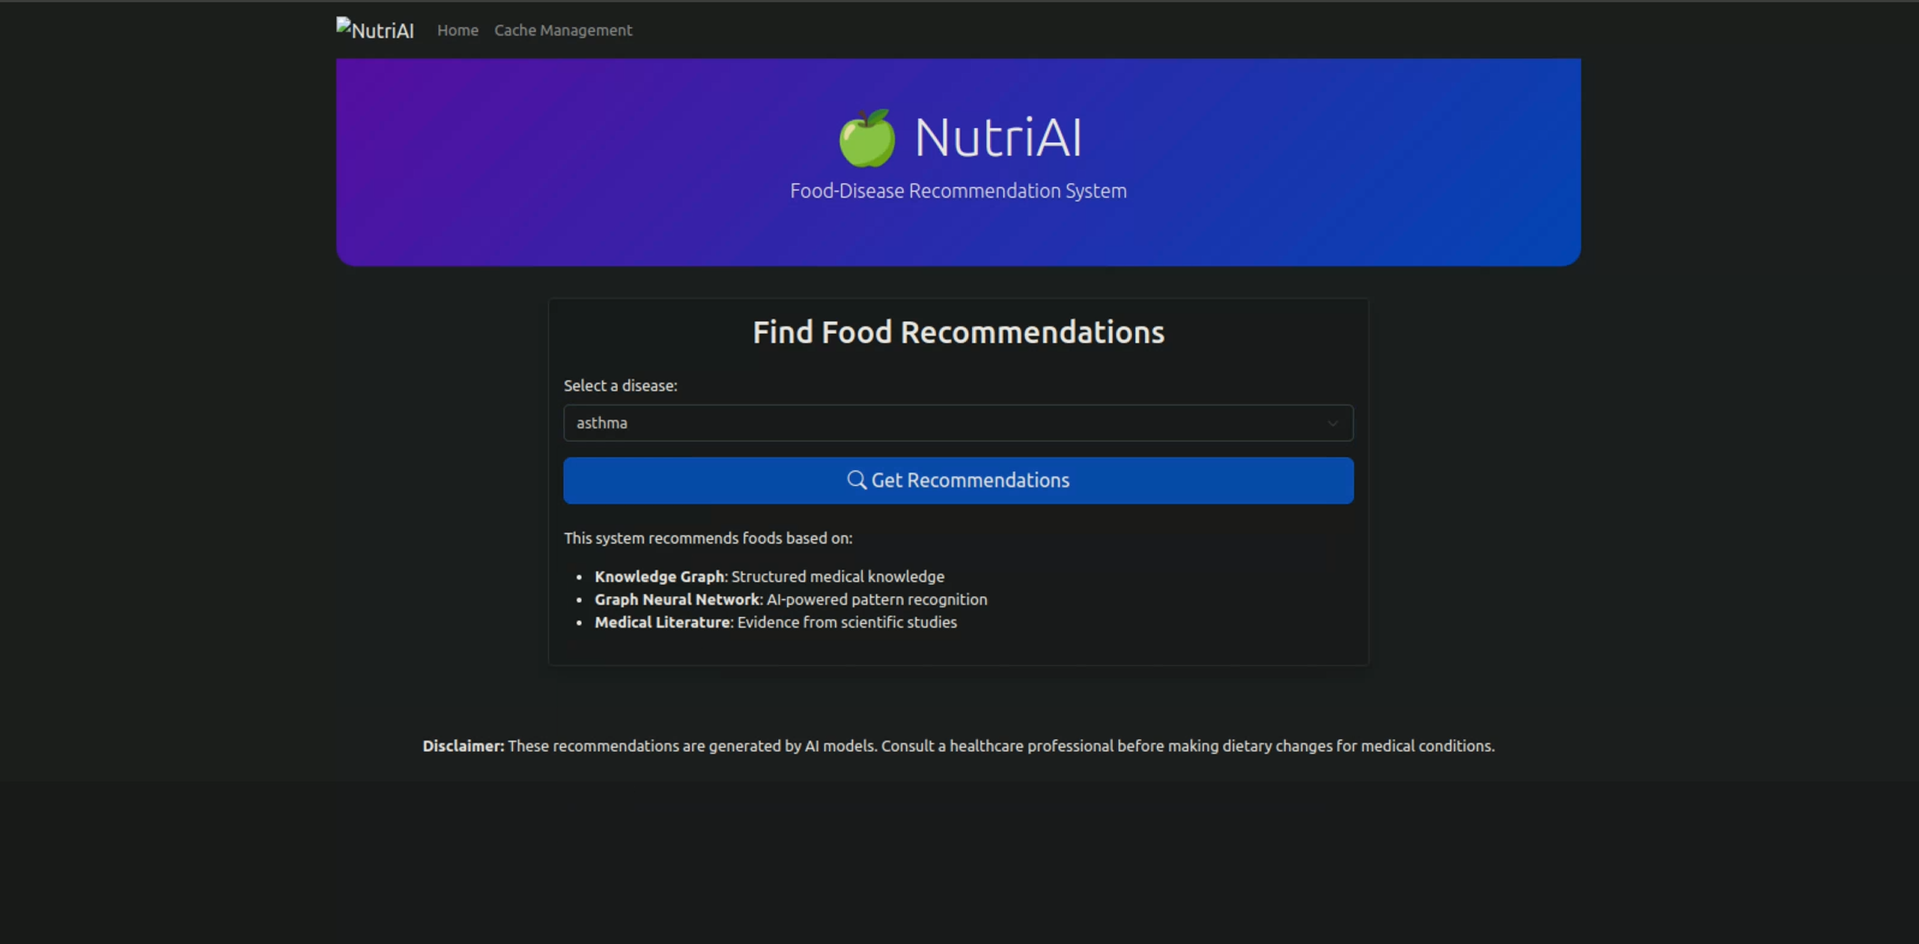 NutriAI Home Cache Management
NutriAI
Food-Disease Recommendation System
Find Food Recommendations
Select a disease:
asthma
Get Recommendations
This system recommends foods based on:
• Knowledge Graph: Structured medical knowledge
• Graph Neural Network: AI-powered pattern recognition
• Medical Literature: Evidence from scientific studies
Disclaimer: These recommendations are generated by AI models. Consult a healthcare professional before making dietary changes for medical conditions.